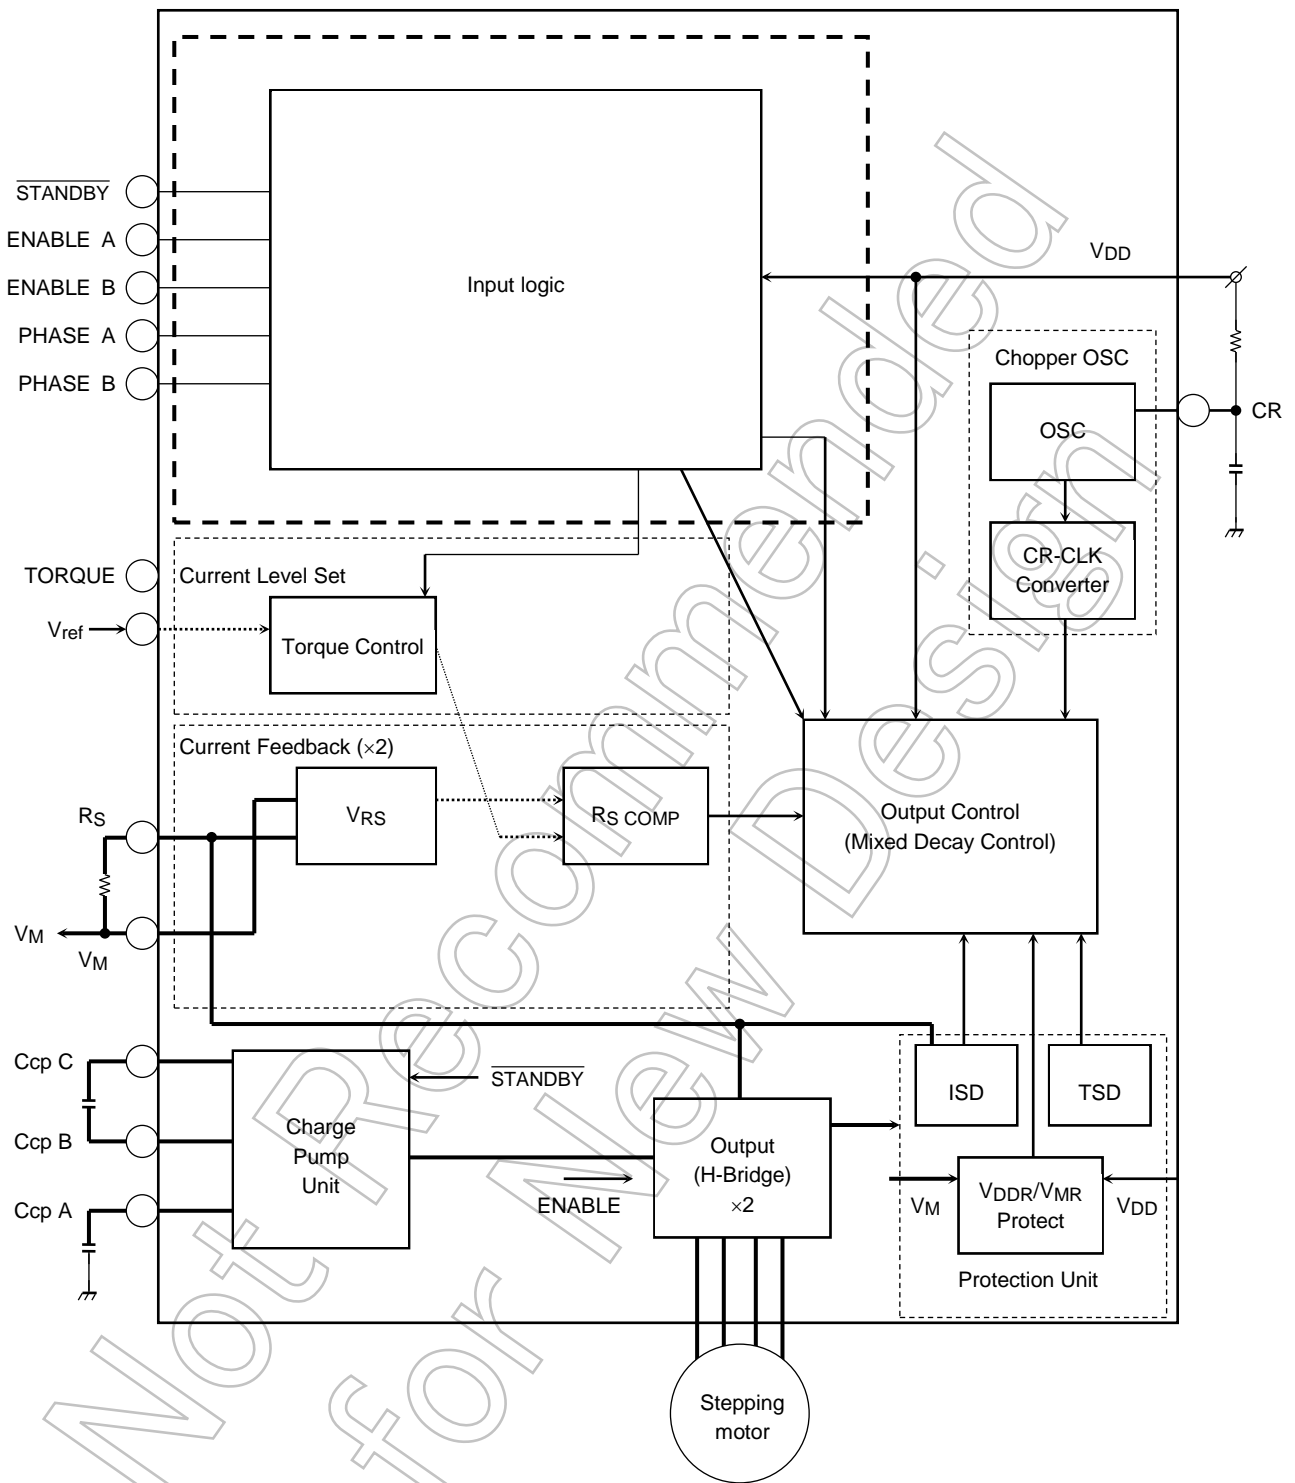 STANDBY
ENABLE A
ENABLE B
PHASE A
PHASE B
Input logic
VDD
Chopper OSC
OSC
CR
CR-CLK
Converter
TORQUE
Vref
Current Level Set
Torque Control
Current Feedback (×2)
RS
VRS
RS COMP
Output Control
(Mixed Decay Control)
VM
VM
Ccp C
Ccp B
Ccp A
Charge
Pump
Unit
STANDBY
ENABLE
Output
(H-Bridge)
×2
ISD
TSD
VM
VDDR/VMR
Protect
VDD
Protection Unit
Stepping
motor
Not Recommended
for New Design